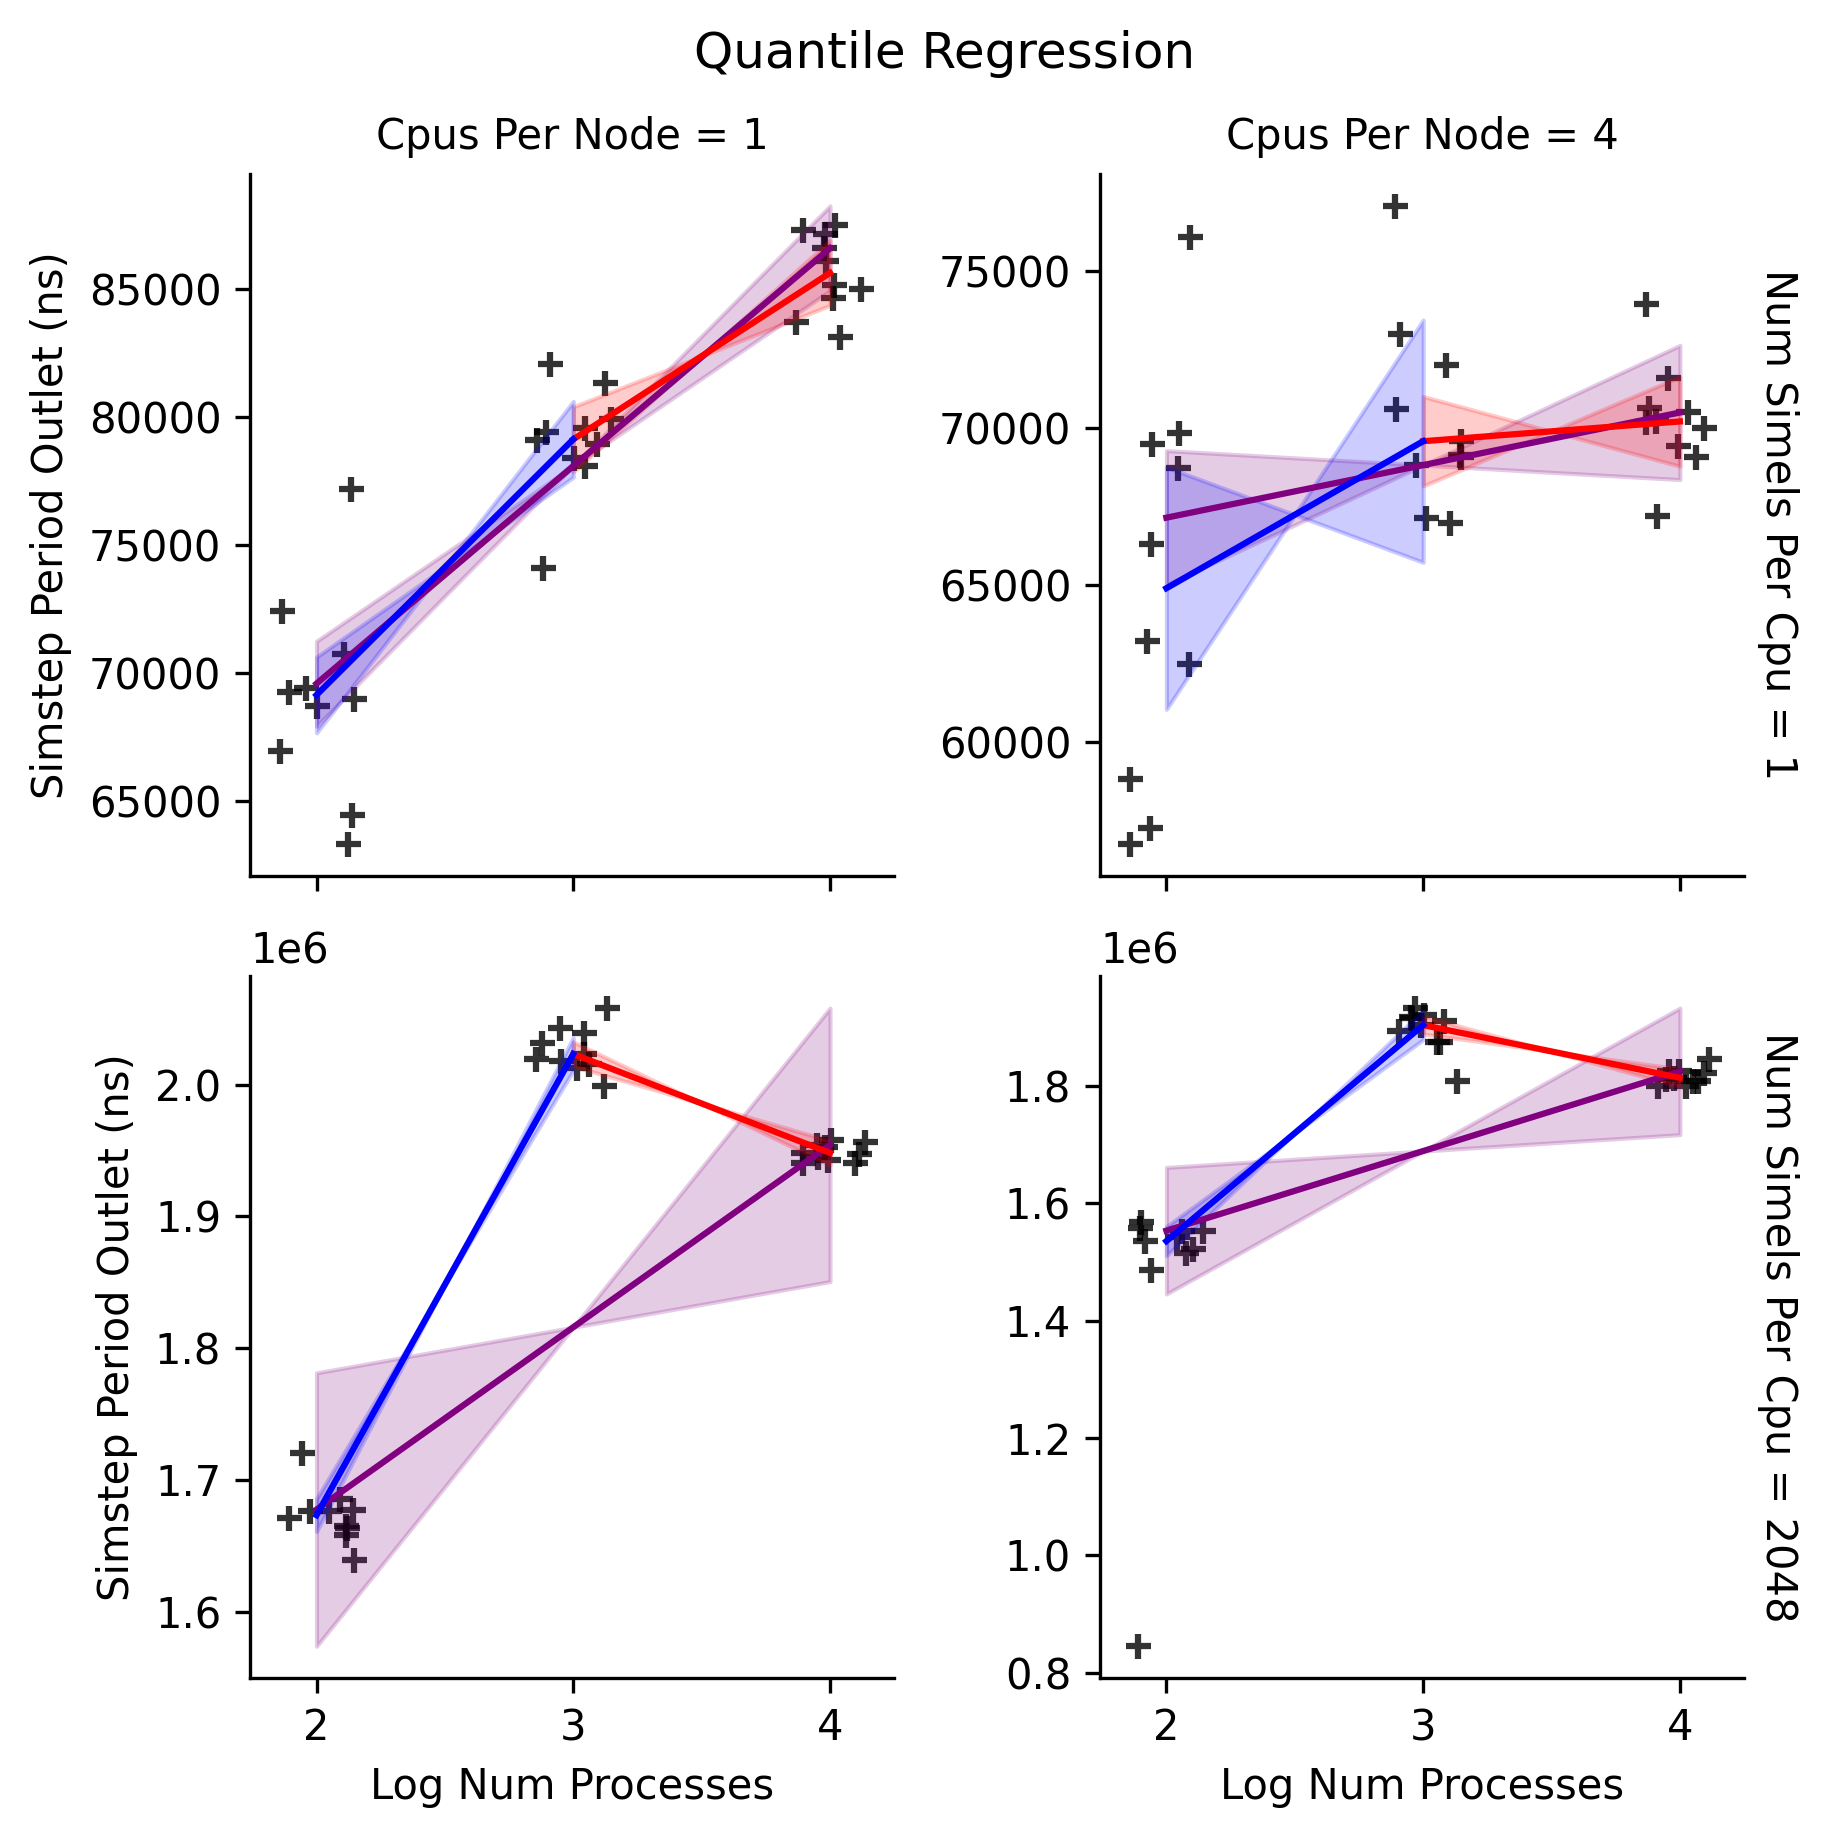 Quantile Regression
Cpus Per Node = 1
Cpus Per Node = 4
Simstep Period Outlet (ns)
85000
80000
75000
70000
65000
75000
70000
65000
60000
Num Simels Per Cpu = 1
1e6
Simstep Period Outlet (ns)
2.0
1.9
1.8
1.7
1.6
2
3
4
Log Num Processes
1e6
1.8
1.6
1.4
1.2
1.0
0.8
2
3
4
Log Num Processes
Num Simels Per Cpu = 2048